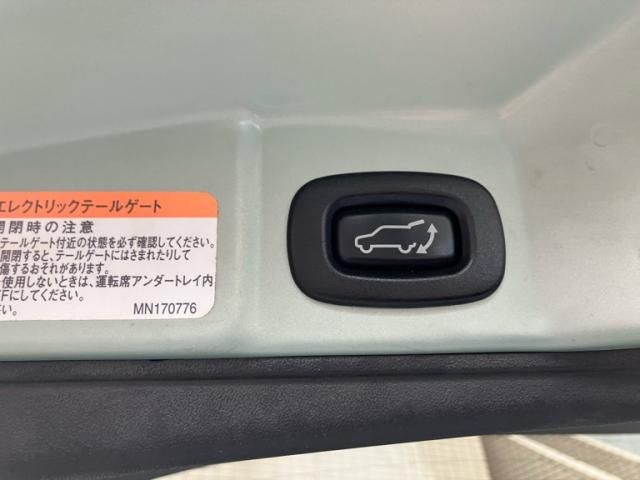 エレクトリックテールゲート
開閉時の注意
テールゲート付近の状態を必ず確認してください。
開閉すると、テールゲートにはさまれたりして
傷するおそれがあります。
使用しないときは、運転席アンダートレイ内
FFにしてください。
さい。
MN170776